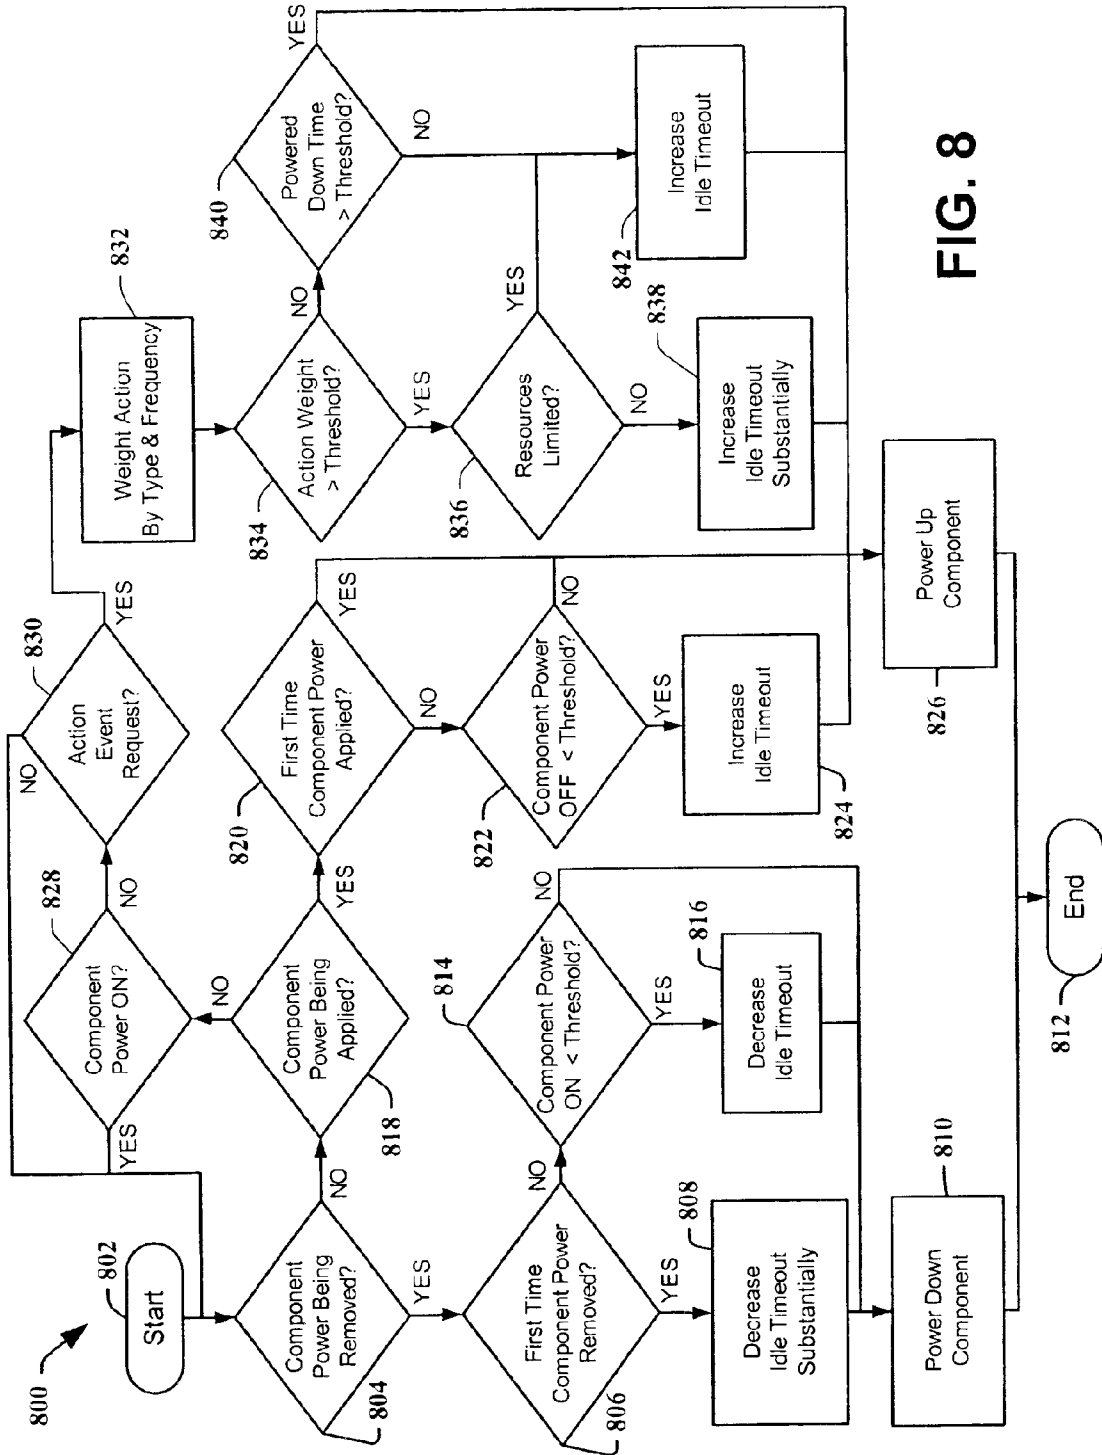 800
802
Start
Component
Power Being
Removed?
804
NO
YES
First Time
Component Power
Removed?
806
NO
YES
808
Decrease
Idle Timeout
Substantially
810
Power Down
Component
812
End
814
Component Power
ON < Threshold?
NO
YES
816
Decrease
Idle Timeout
818
Component
Power Being
Applied?
NO
YES
820
First Time
Component Power
Applied?
YES
NO
822
Component Power
OFF < Threshold?
NO
YES
824
Increase
Idle Timeout
826
Power Up
Component
828
Component
Power ON?
YES
NO
830
Action
Event
Request?
NO
YES
832
Weight Action
By Type & Frequency
834
Action Weight
> Threshold?
NO
YES
836
Resources
Limited?
YES
NO
838
Increase
Idle Timeout
Substantially
840
Powered
Down Time
> Threshold?
YES
NO
842
Increase
Idle Timeout
FIG. 8